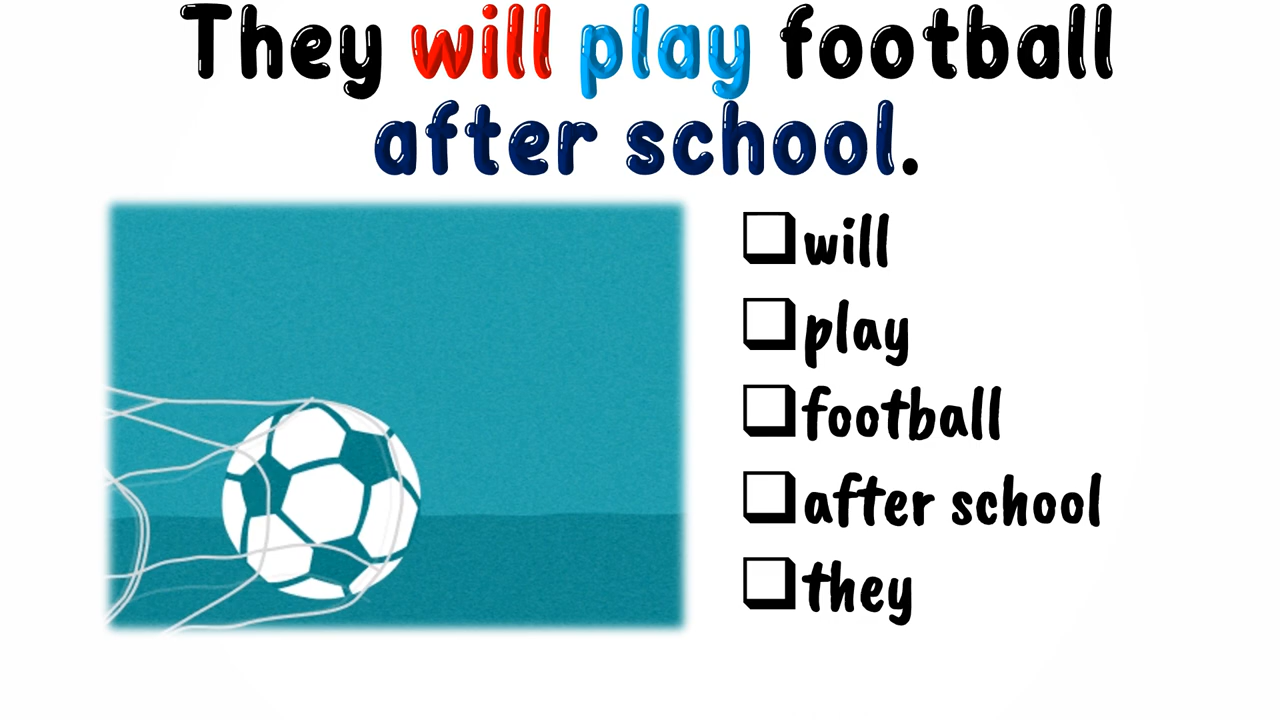 They will play football
after school.
will
play
football
after school
they